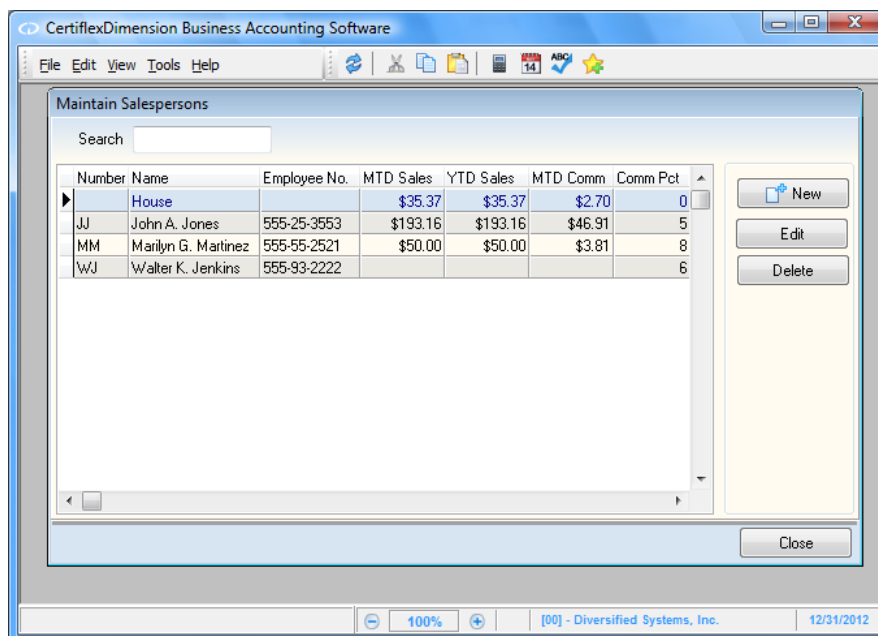 CertiflexDimension Business Accounting Software
File Edit View Tools Help
14
ABC
Maintain Salespersons
Search
Number Name Employee No. MTD Sales YTD Sales MTD Comm Comm Pct
House $35.37 $35.37 $2.70 0
JJ John A. Jones 555-25-3553 $193.16 $193.16 $46.91 5
MM Marilyn G. Martinez 555-55-2521 $50.00 $50.00 $3.81 8
WJ Walter K. Jenkins 555-93-2222 6
New
Edit
Delete
Close
100% [00] - Diversified Systems, Inc. 12/31/2012